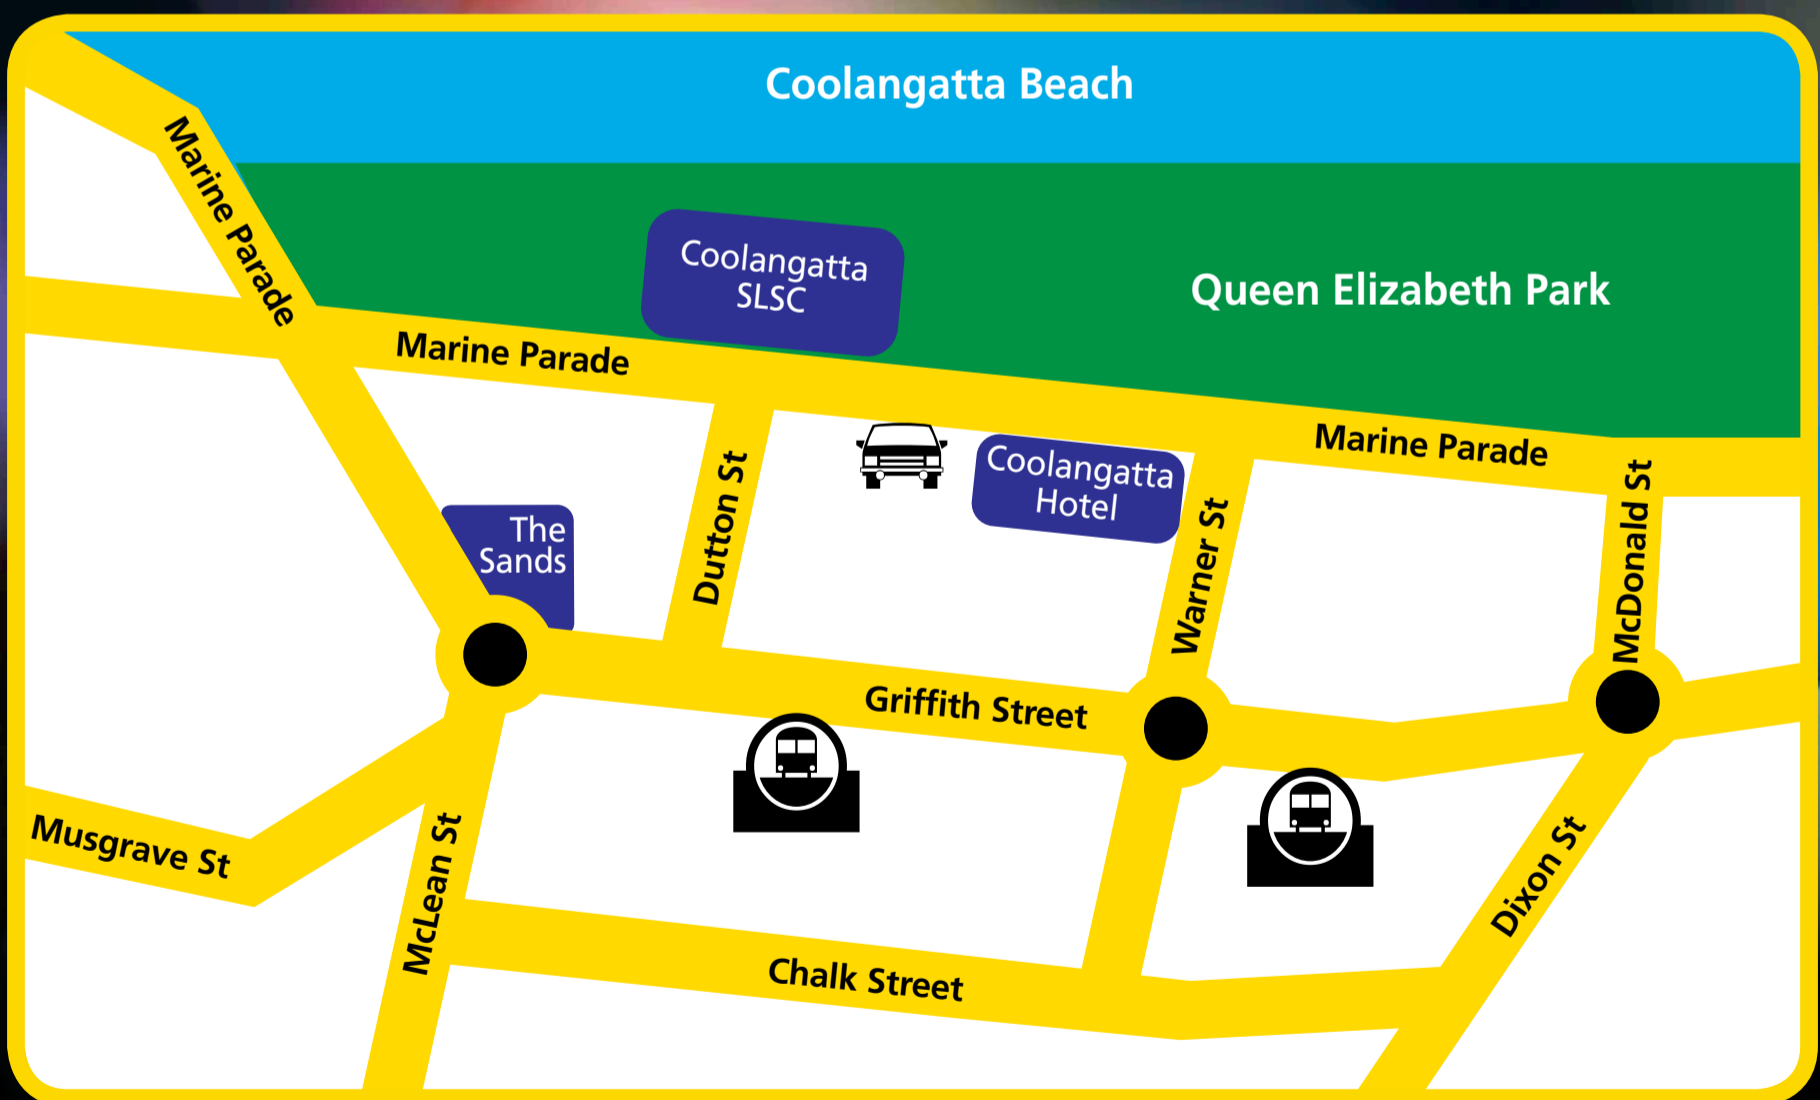 Coolangatta Beach
Marine Parade
Coolangatta
SLSC
Queen Elizabeth Park
Marine Parade
Marine Parade
Coolangatta
Hotel
The
Sands
Dutton St
Warner St
McDonald St
Griffith Street
Musgrave St
McLean St
Dixon St
Chalk Street